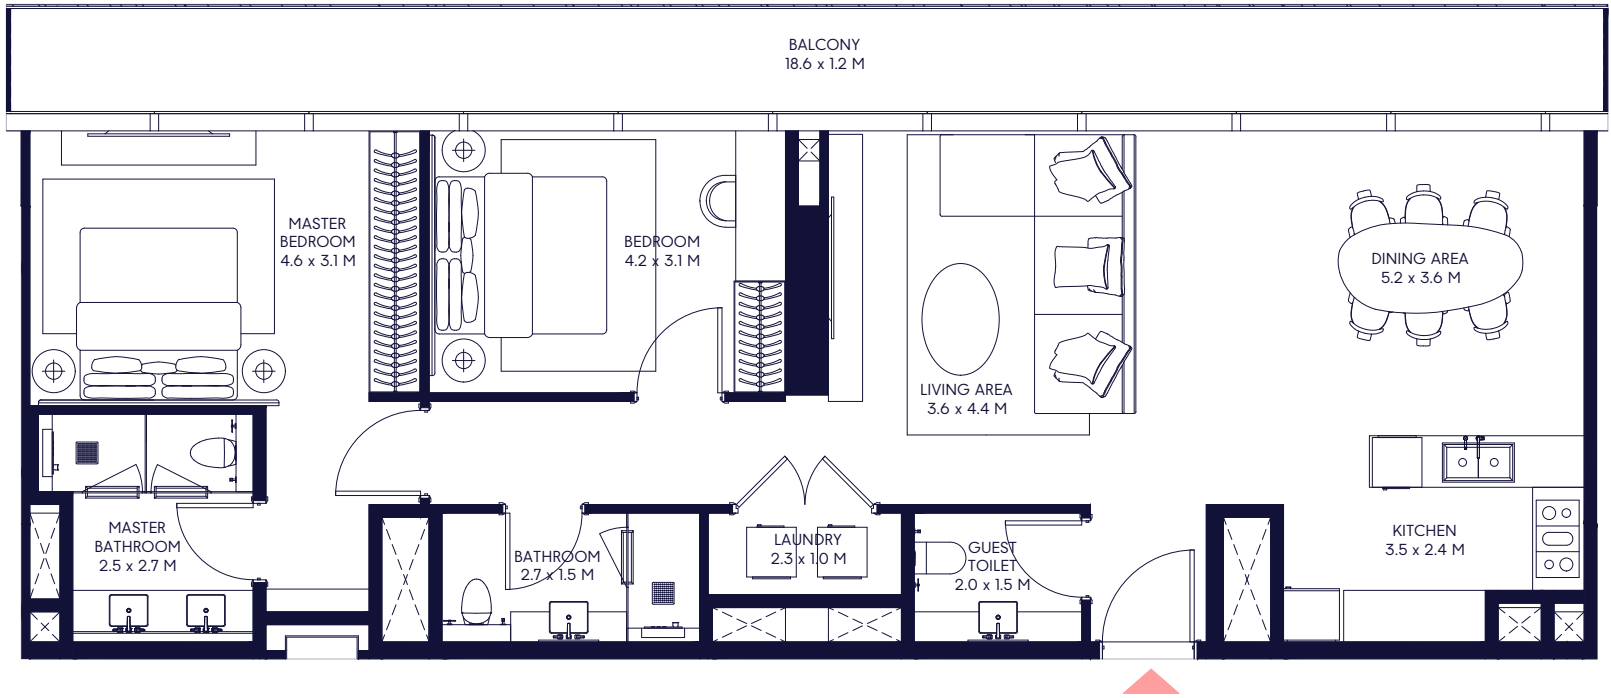 BALCONY
18.6 x 1.2 M
MASTER
BEDROOM
4.6 x 3.1 M
BEDROOM
4.2 x 3.1 M
LIVING AREA
3.6 x 4.4 M
DINING AREA
5.2 x 3.6 M
MASTER
BATHROOM
2.5 x 2.7 M
BATHROOM
2.7 x 1.5 M
LAUNDRY
2.3 x 1.0 M
GUEST
TOILET
2.0 x 1.5 M
KITCHEN
3.5 x 2.4 M